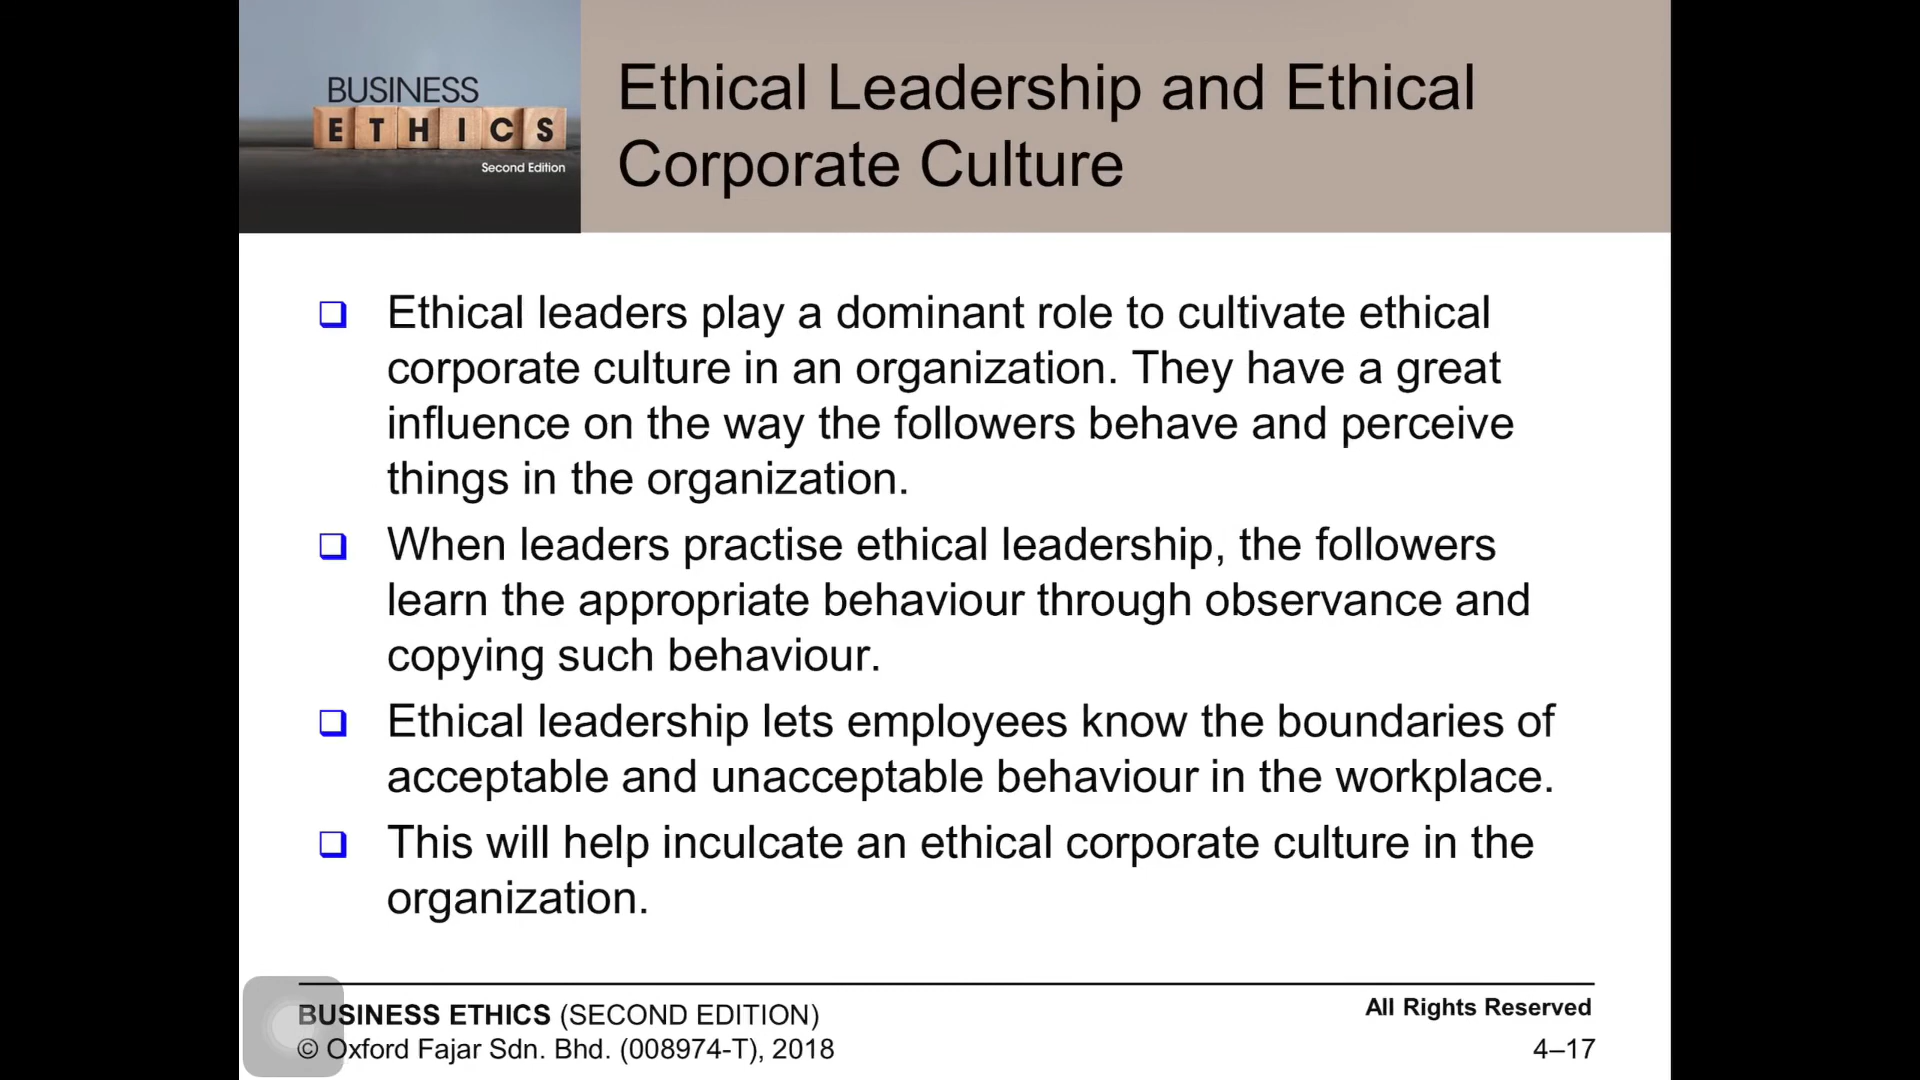 BUSINESS
ETHICS
Second Edition
Ethical Leadership and Ethical
Corporate Culture
❑ Ethical leaders play a dominant role to cultivate ethical
corporate culture in an organization. They have a great
influence on the way the followers behave and perceive
things in the organization.
❑ When leaders practise ethical leadership, the followers
learn the appropriate behaviour through observance and
copying such behaviour.
❑ Ethical leadership lets employees know the boundaries of
acceptable and unacceptable behaviour in the workplace.
❑ This will help inculcate an ethical corporate culture in the
organization.
BUSINESS ETHICS (SECOND EDITION)
© Oxford Fajar Sdn. Bhd. (008974-T), 2018
All Rights Reserved
4–17